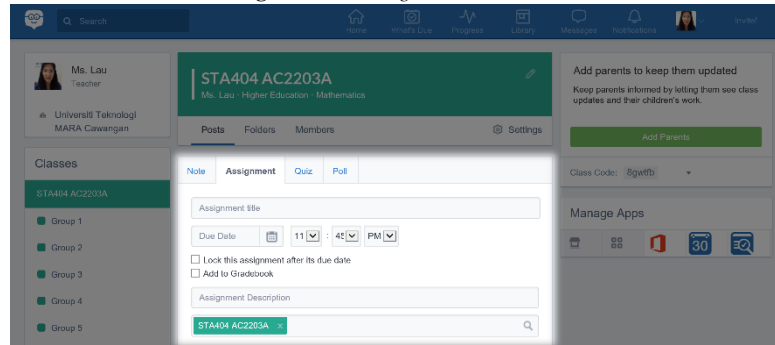 Search
Home
What's Due
Progress
Library
Messages
Notifications
Invite!
Ms. Lau
Teacher
Universiti Teknologi
MARA Cawangan
Classes
STA404 AC2203A
Group 1
Group 2
Group 3
Group 4
Group 5
STA404 AC2203A
Ms. Lau · Higher Education · Mathematics
Posts Folders Members Settings
Note Assignment Quiz Poll
Assignment title
Due Date 11 : 45 PM
Lock this assignment after its due date
Add to Gradebook
Assignment Description
STA404 AC2203A ×
Add parents to keep them updated
Keep parents informed by letting them see class
updates and their children's work.
Add Parents
Class Code: 8gwtfb
Manage Apps
30